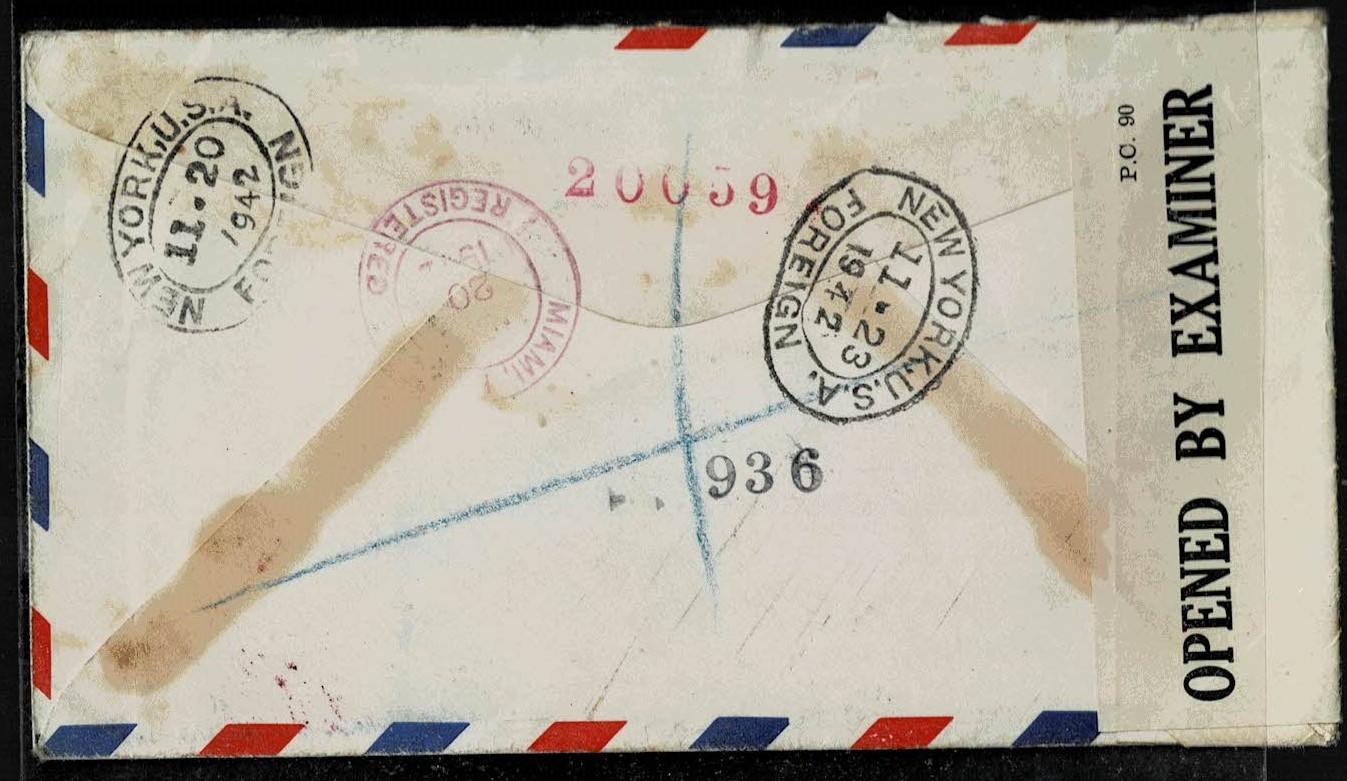 NEW YORK, U.S.A.
FOREIGN
11-20
1942
REGISTERED
MIAMI,
20
20059
NEW YORK, U.S.A.
FOREIGN
11-23
1942
936
P.C. 90
OPENED BY EXAMINER